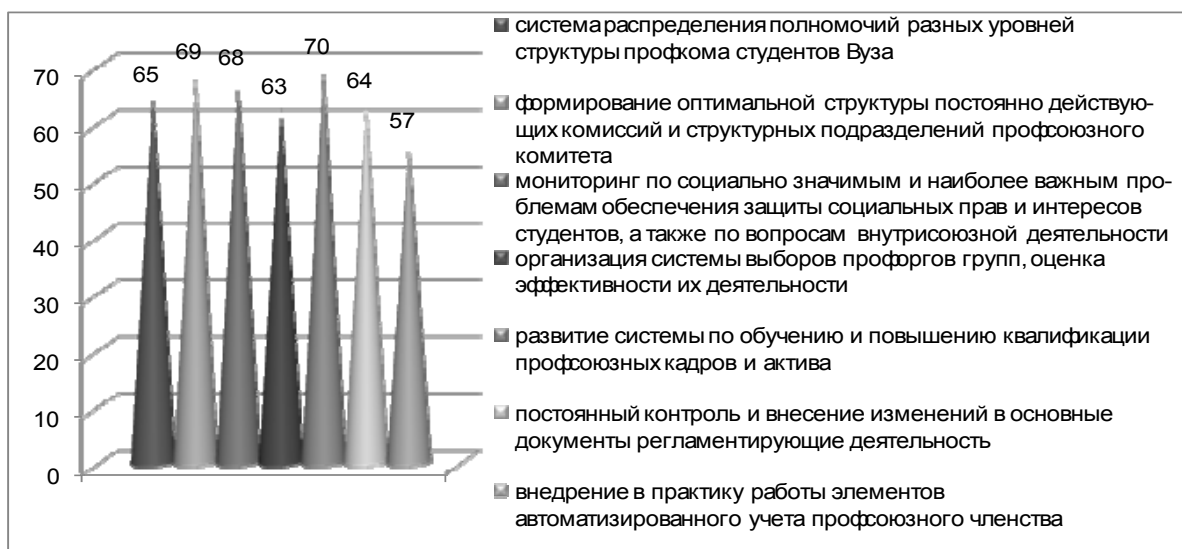 70
60
50
40
30
20
10
0
65
69
68
63
70
64
57
система распределения полномочий разных уровней
структуры профкома студентов Вуза
формирование оптимальной структуры постоянно действую-
щих комиссий и структурных подразделений профсоюзного
комитета
мониторинг по социально значимым и наиболее важным про-
блемам обеспечения защиты социальных прав и интересов
студентов, а также по вопросам внутрисоюзной деятельности
организация системы выборов профоргов групп, оценка
эффективности их деятельности
развитие системы по обучению и повышению квалификации
профсоюзных кадров и актива
постоянный контроль и внесение изменений в основные
документы регламентирующие деятельность
внедрение в практику работы элементов
автоматизированного учета профсоюзного членства